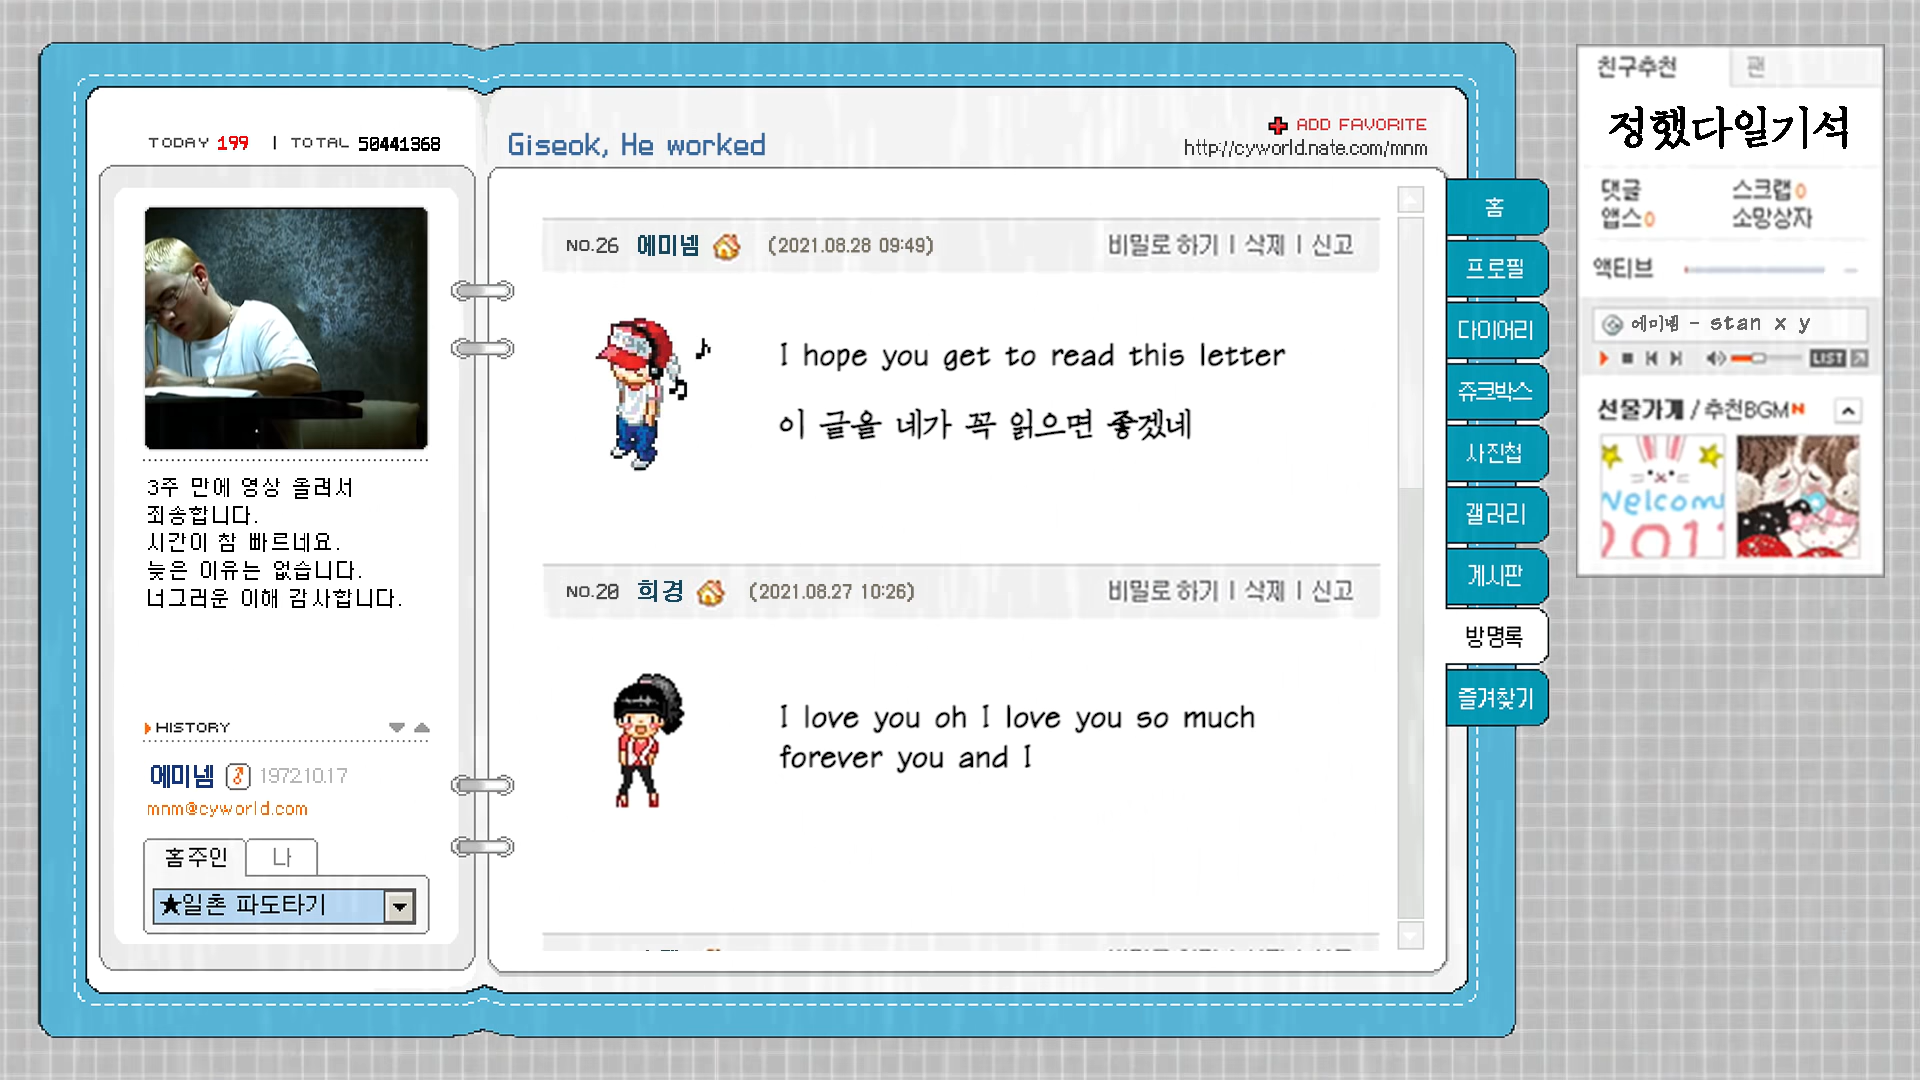 TODAY 199 | TOTAL 50441368
3주 만에 영상 올려서
죄송합니다.
시간이 참 빠르네요.
늦은 이유는 없습니다.
너그러운 이해 감사합니다.
HISTORY
에미넴 1972.10.17
mnm@cyworld.com
홈주인 나
★일촌 파도타기
Giseok, He worked
ADD FAVORITE
http://cyworld.nate.com/mnm
NO.26 에미넴 (2021.08.28 09:49) 비밀로 하기 | 삭제 | 신고
I hope you get to read this letter
이 글을 네가 꼭 읽으면 좋겠네
NO.20 희경 (2021.08.27 10:26) 비밀로 하기 | 삭제 | 신고
I love you oh I love you so much
forever you and I
홈
프로필
다이어리
쥬크박스
사진첩
갤러리
게시판
방명록
즐겨찾기
친구추천 팬
정했다일기석
댓글 스크랩 0
앱스 0 소망상자
액티브
에미넴 - stan x y
LIST
선물가게 / 추천BGM N
Welcome
2011